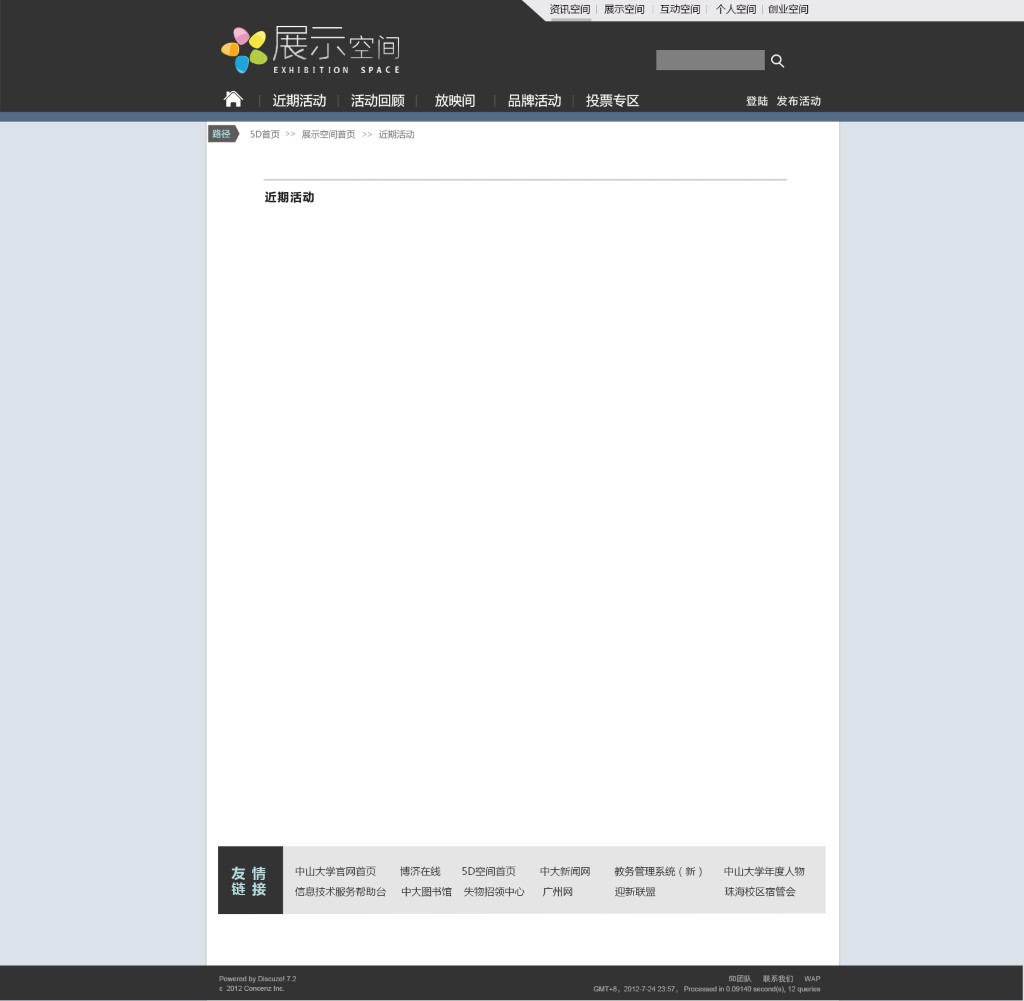 资讯空间 | 展示空间 | 互动空间 | 个人空间 | 创业空间
展示空间
EXHIBITION SPACE
近期活动 | 活动回顾 | 放映间 | 品牌活动 | 投票专区 登陆 发布活动
路径 5D首页 >> 展示空间首页 >> 近期活动
近期活动
友情链接
中山大学官网首页 博济在线 5D空间首页 中大新闻网 教务管理系统（新） 中山大学年度人物
信息技术服务帮助台 中大图书馆 失物招领中心 广州网 迎新联盟 珠海校区宿管会
Powered by Discuze! 7.2 5D团队 联系我们 WAP
c 2012 Concenz Inc. GMT+8, 2012-7-24 23:57, Processed in 0.09140 second(s), 12 queries